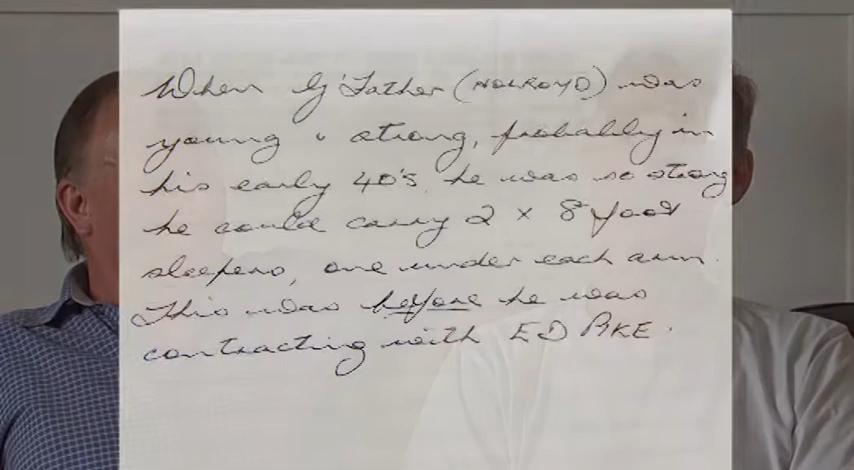 When G'Father (HOLROYD) was
young & strong, probably in
his early 40's, he was so strong
he could carry 2 x 8 foot
sleepers, one under each arm.
This was before he was
contracting with ED PIKE.